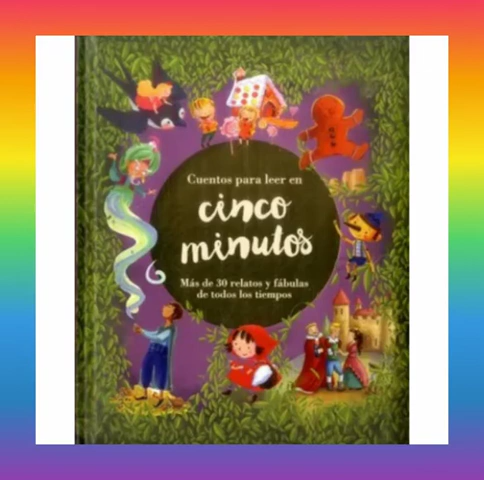 Cuentos para leer en
cinco
minutos
Más de 30 relatos y fábulas
de todos los tiempos